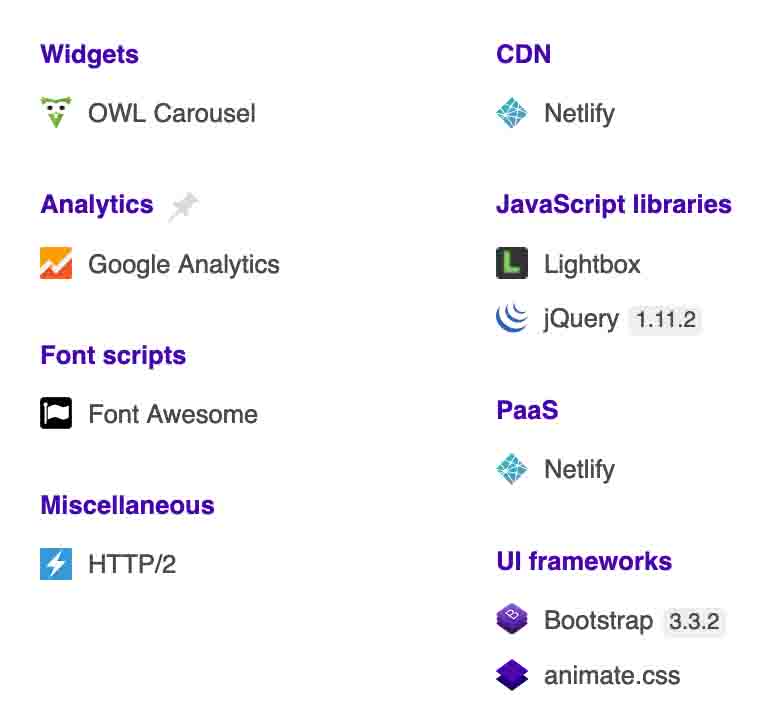 Widgets
OWL Carousel
Analytics
Google Analytics
Font scripts
Font Awesome
Miscellaneous
HTTP/2
CDN
Netlify
JavaScript libraries
Lightbox
jQuery 1.11.2
PaaS
Netlify
UI frameworks
Bootstrap 3.3.2
animate.css